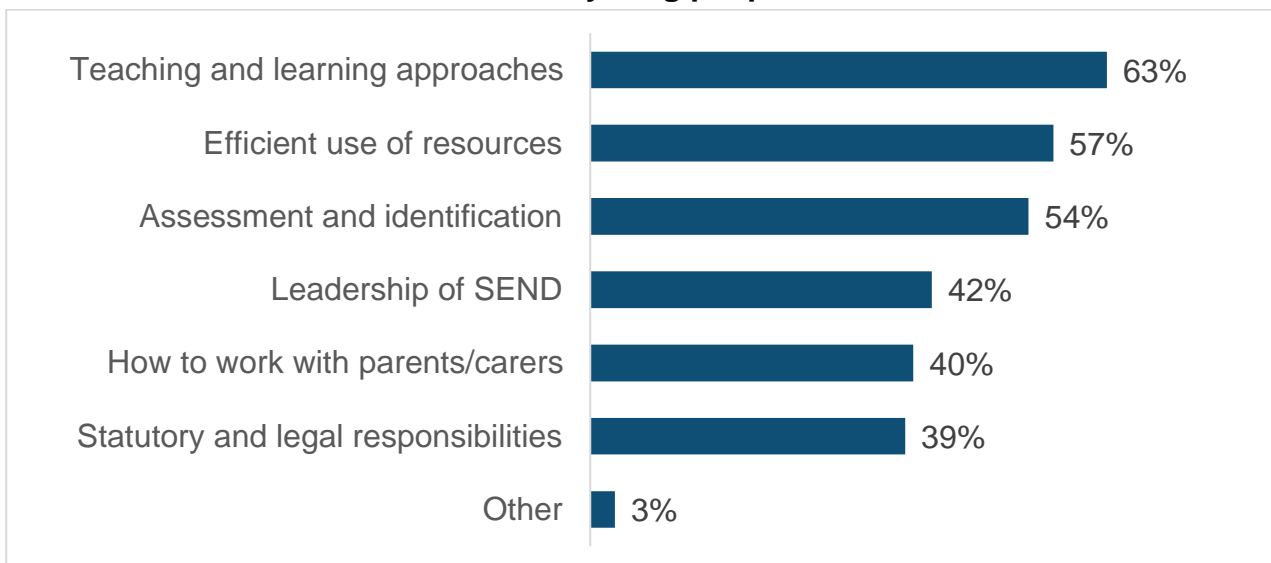 Teaching and learning approaches 63%
Efficient use of resources 57%
Assessment and identification 54%
Leadership of SEND 42%
How to work with parents/carers 40%
Statutory and legal responsibilities 39%
Other 3%